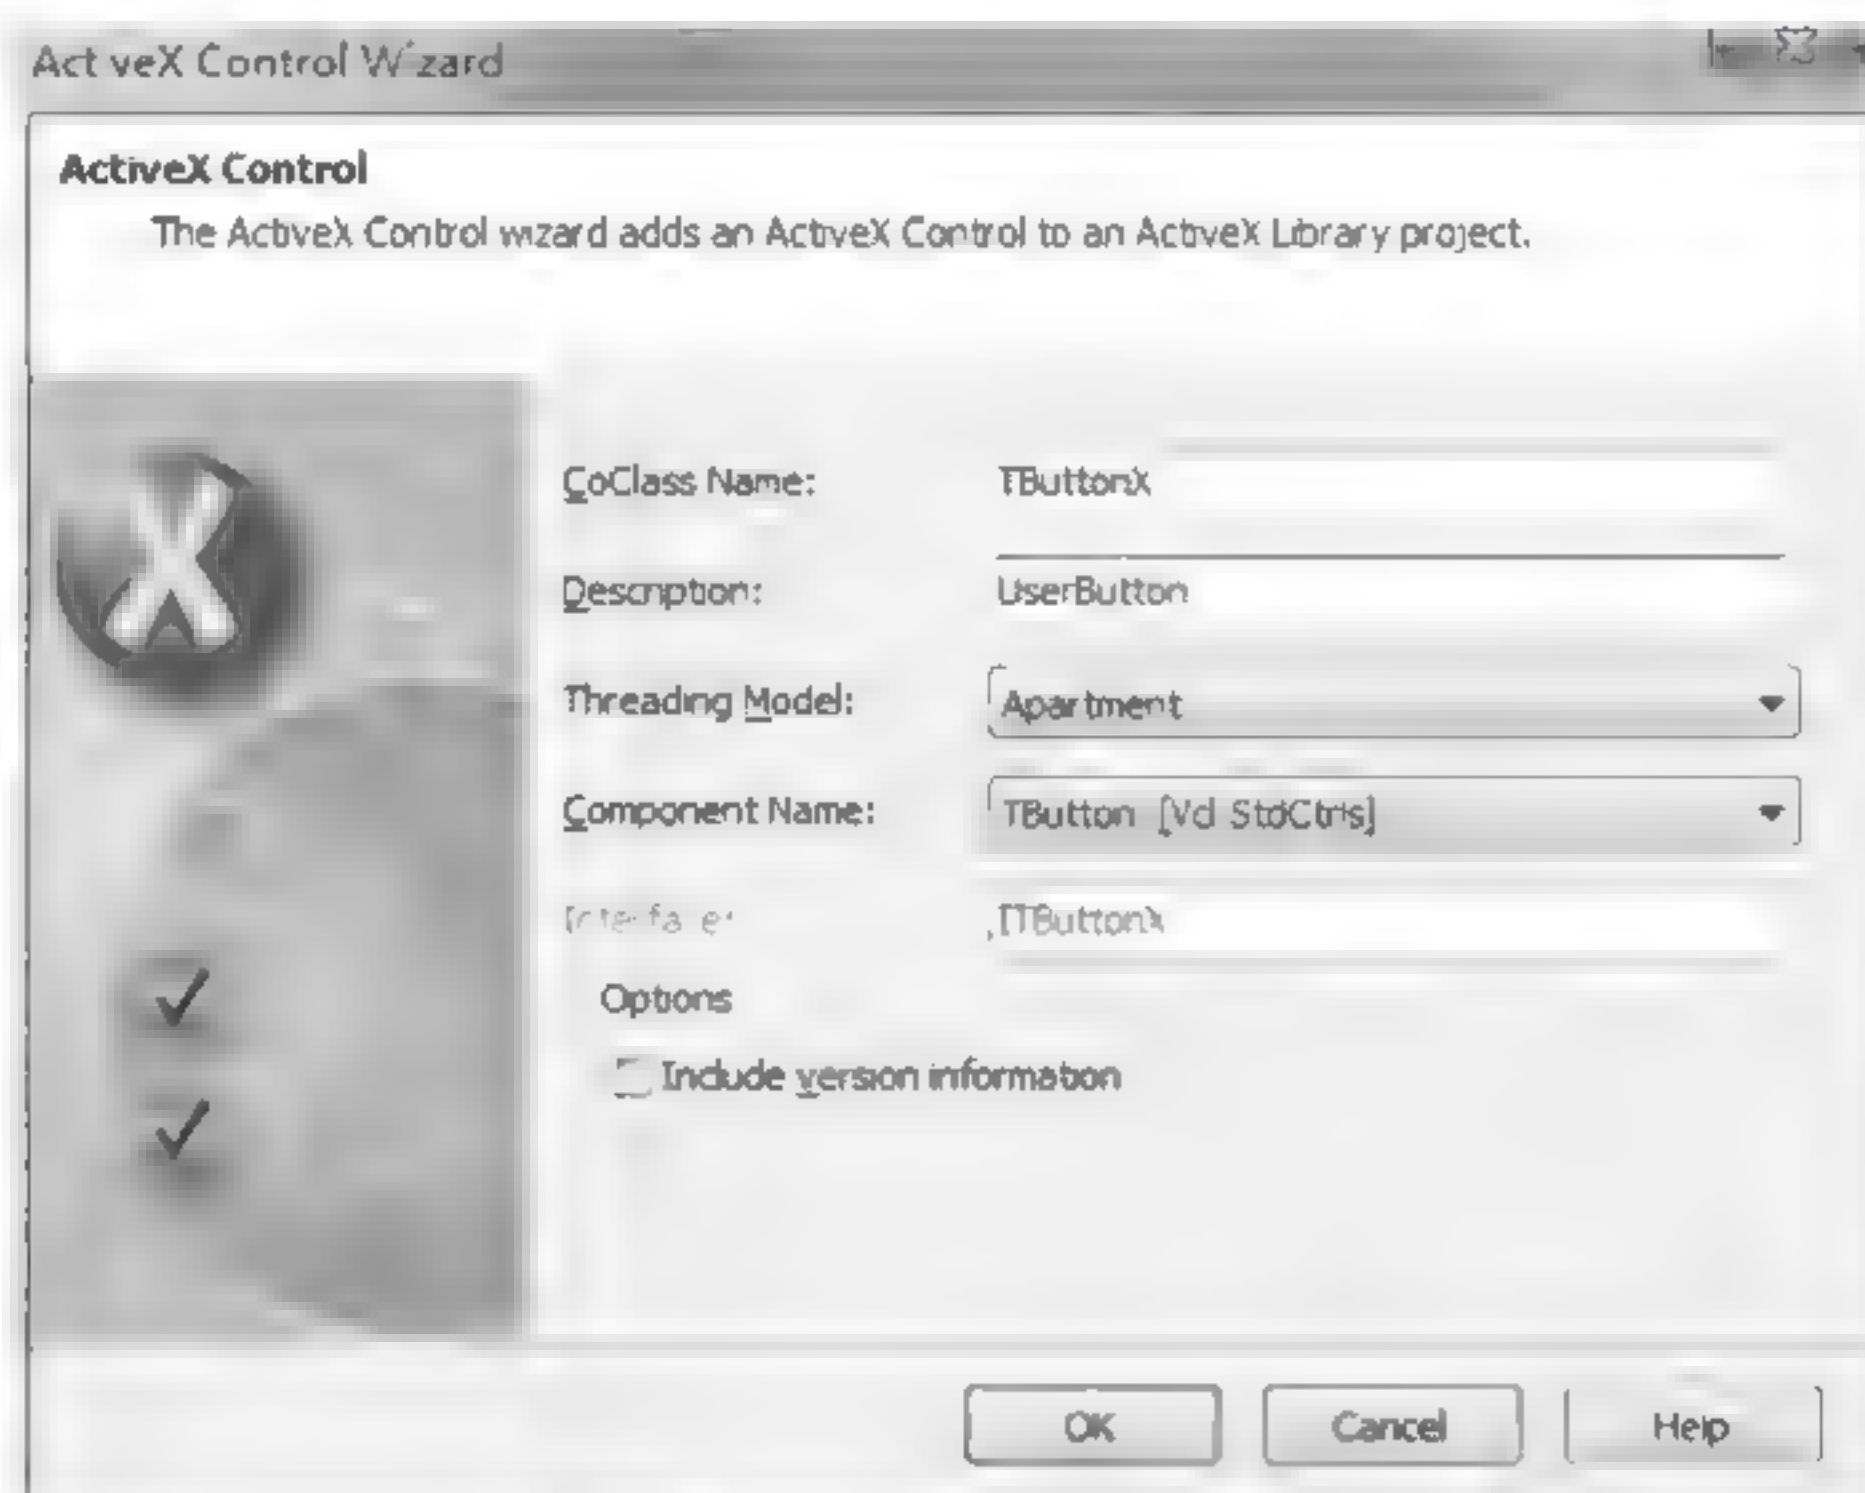 ActiveX Control Wizard
ActiveX Control
The ActiveX Control wizard adds an ActiveX Control to an ActiveX Library project.
CoClass Name: TButtonX
Description: UserButton
Threading Model: Apartment
Component Name: TButton [Vcl StdCtrls]
Interface: ITButtonX
Options
Include version information
OK Cancel Help